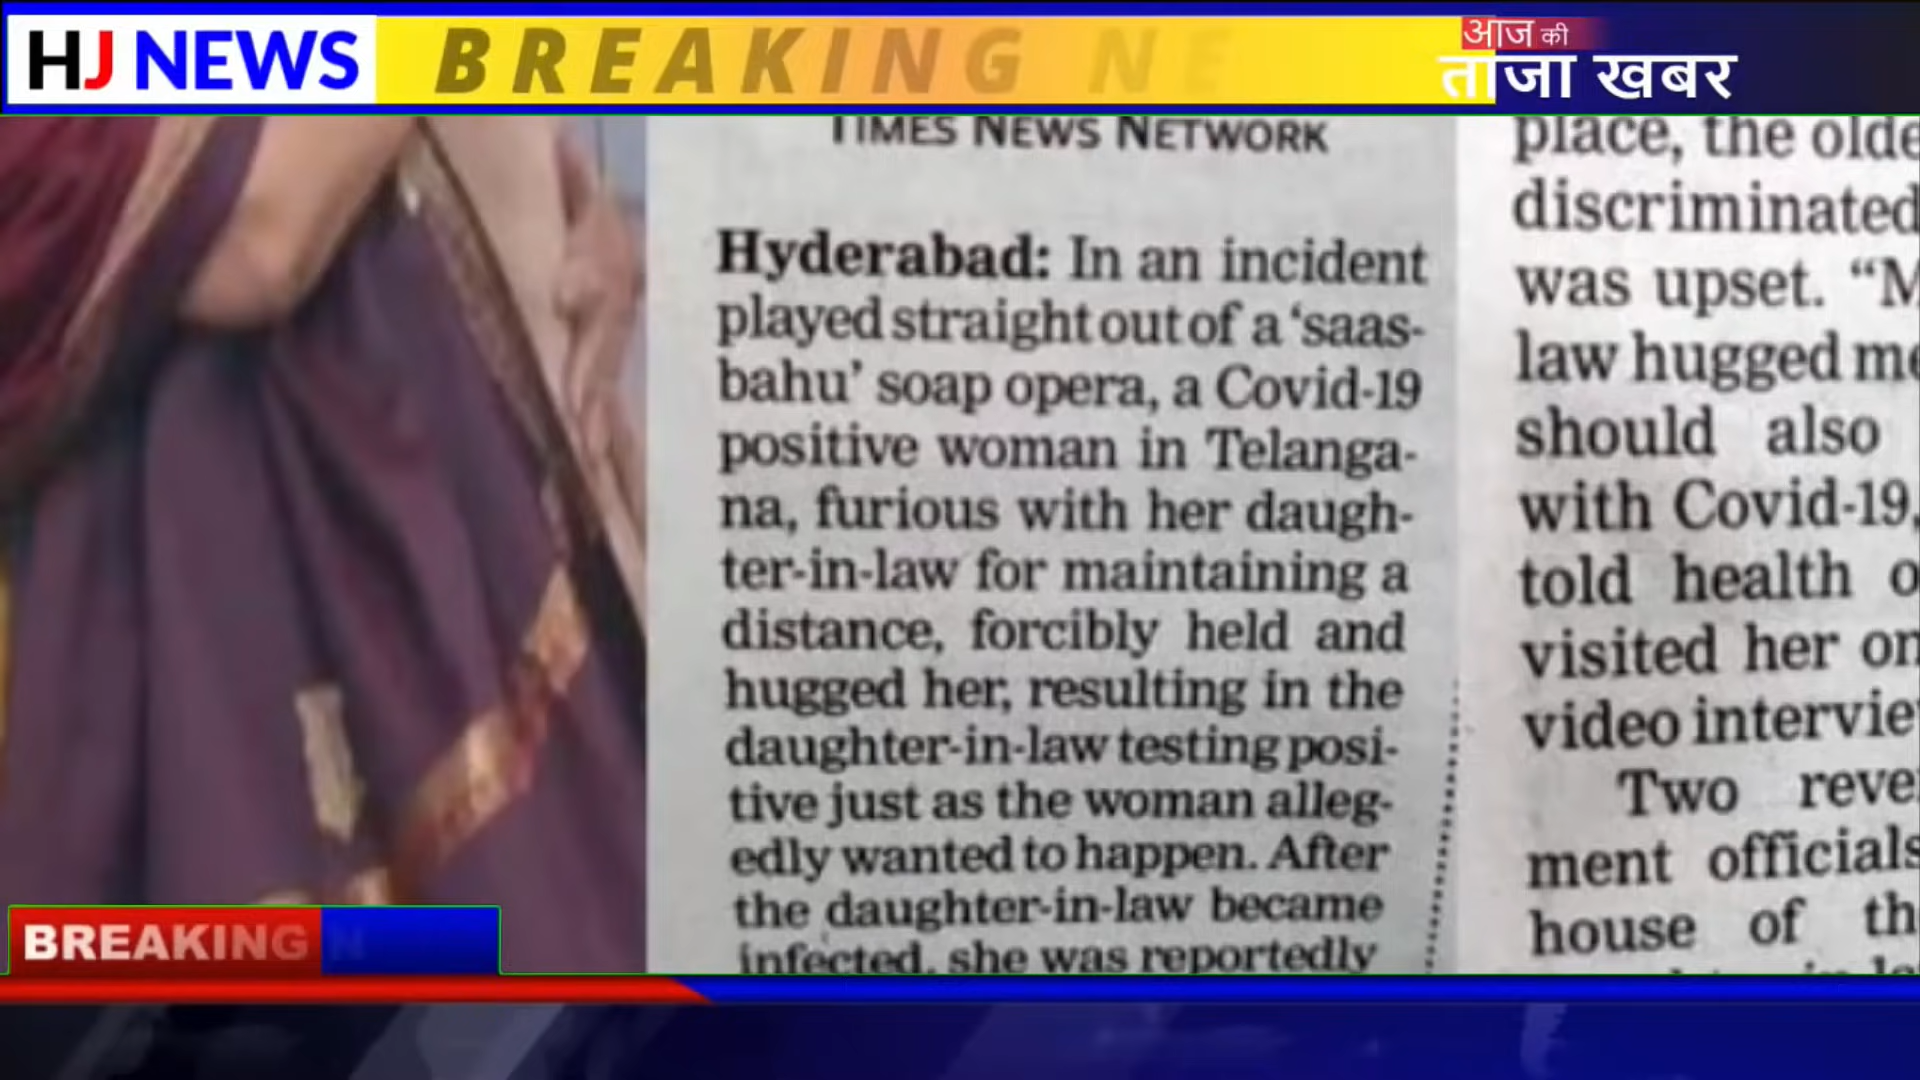 HJ NEWS
BREAKING NE
आज की
ताजा खबर
TIMES NEWS NETWORK
Hyderabad: In an incident
played straight out of a ‘saas-
bahu’ soap opera, a Covid-19
positive woman in Telanga-
na, furious with her daugh-
ter-in-law for maintaining a
distance, forcibly held and
hugged her, resulting in the
daughter-in-law testing posi-
tive just as the woman alleg-
edly wanted to happen. After
the daughter-in-law became
infected, she was reportedly
place, the olde
discriminated
was upset. “M
law hugged me
should also
with Covid-19,
told health o
visited her on
video intervie
Two reve
ment officials
house of th
BREAKING N